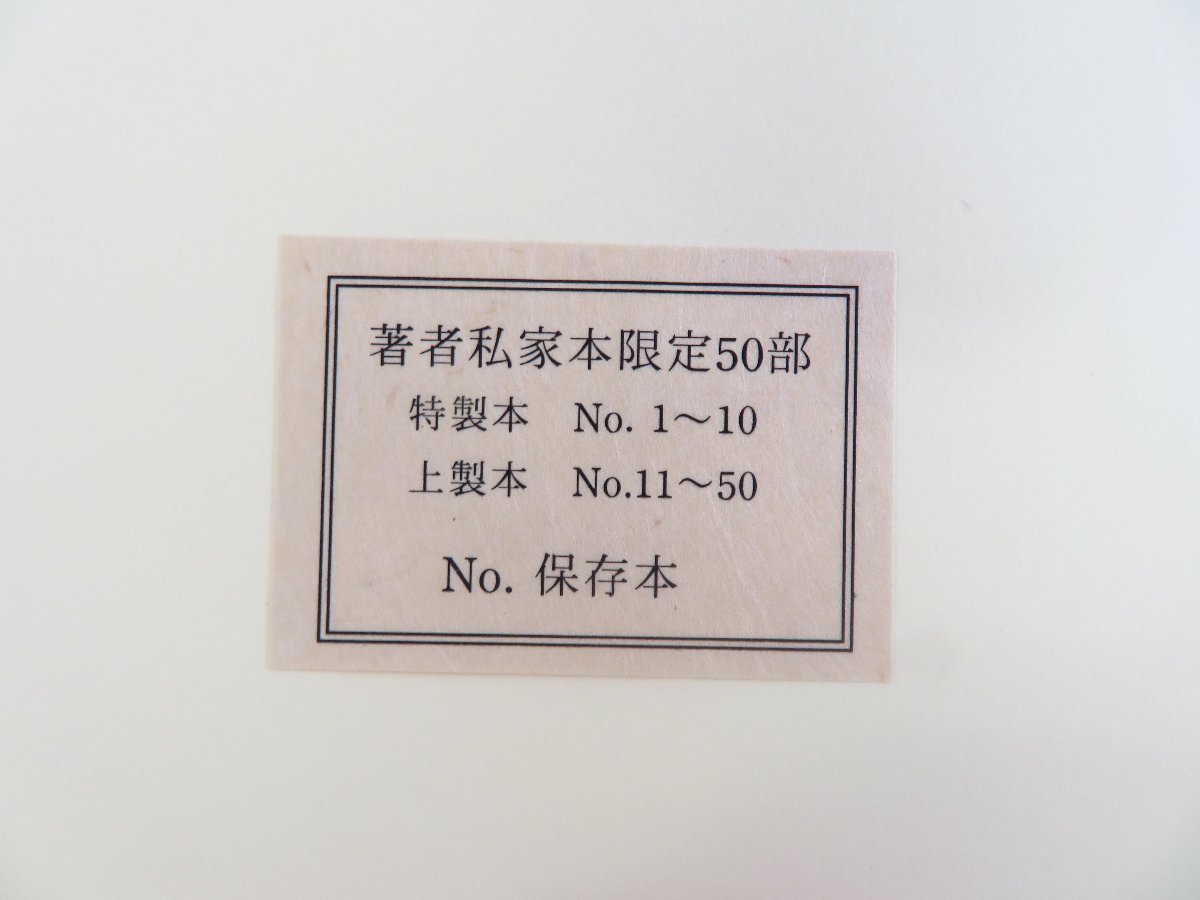 著者私家本限定50部
特製本　No. 1～10
上製本　No.11～50
No. 保存本